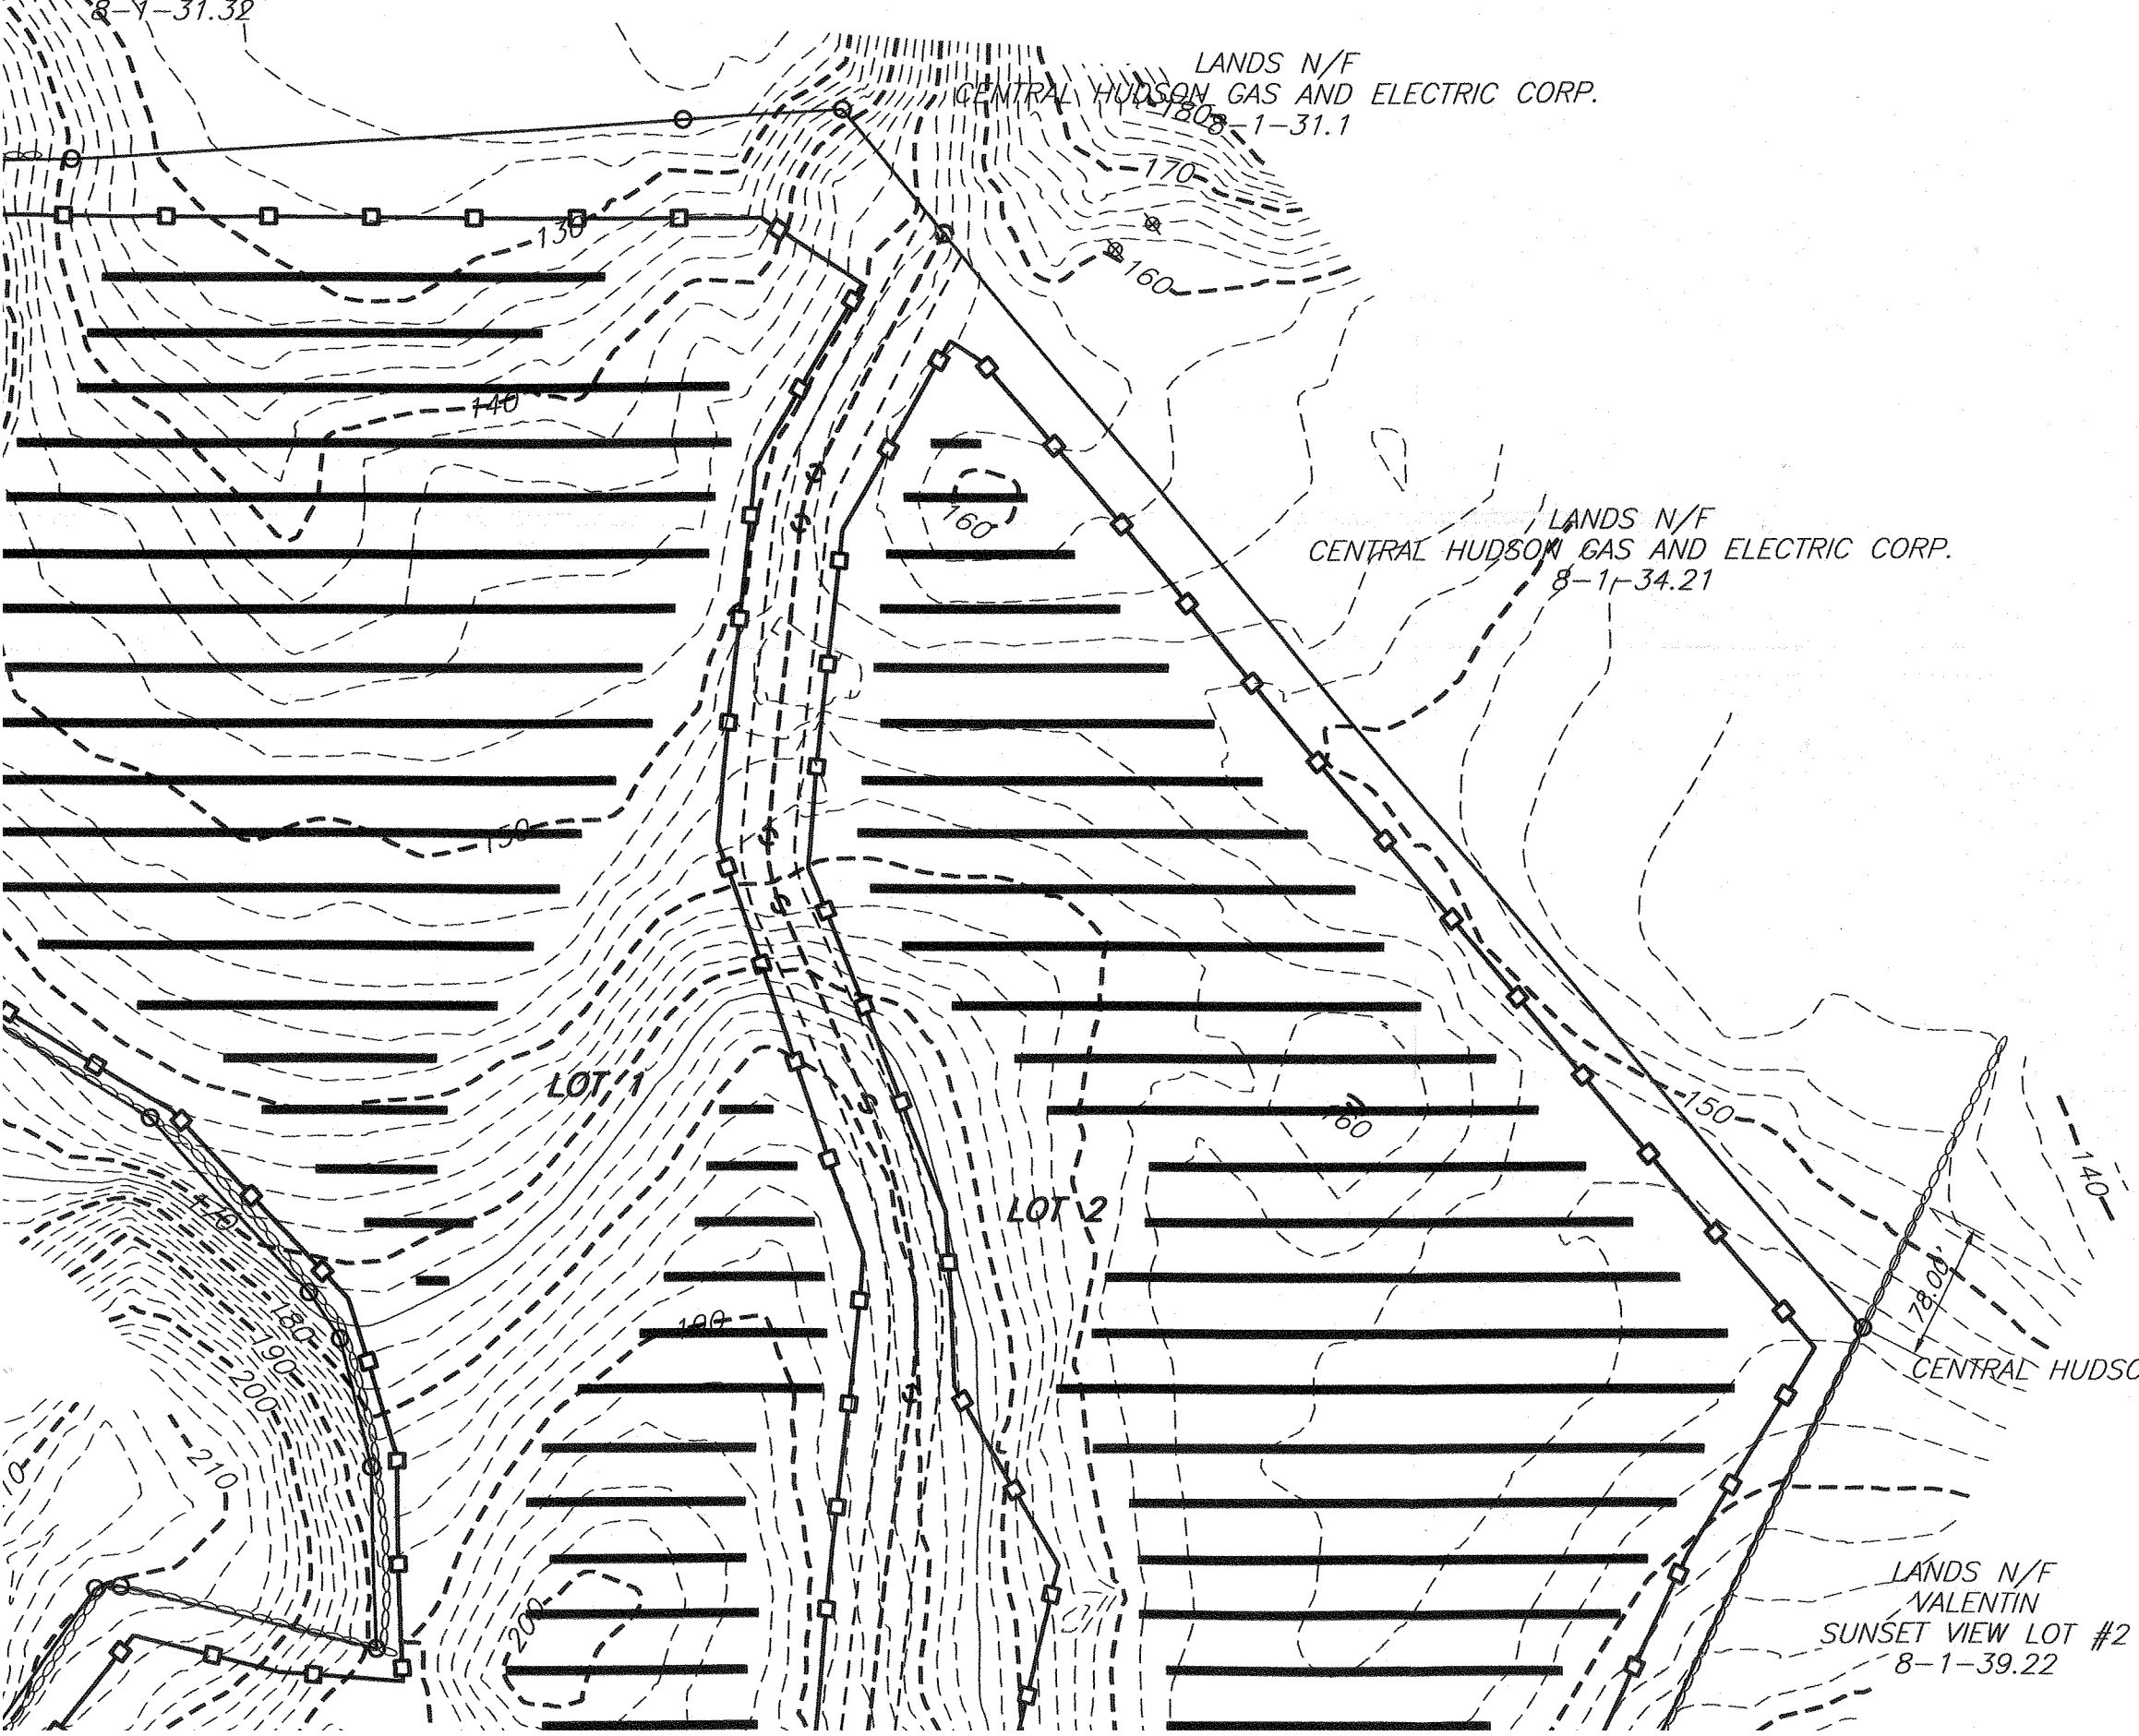 8-1-31.32
LANDS N/F
CENTRAL HUDSON GAS AND ELECTRIC CORP.
8-1-31.1
180
170
160
130
140
160
LANDS N/F
CENTRAL HUDSON GAS AND ELECTRIC CORP.
8-1-34.21
150
LOT 1
160
150
140
LOT 2
170
180
190
200
210
190
78.00'
CENTRAL HUDSO
200
LANDS N/F
VALENTIN
SUNSET VIEW LOT #2
8-1-39.22